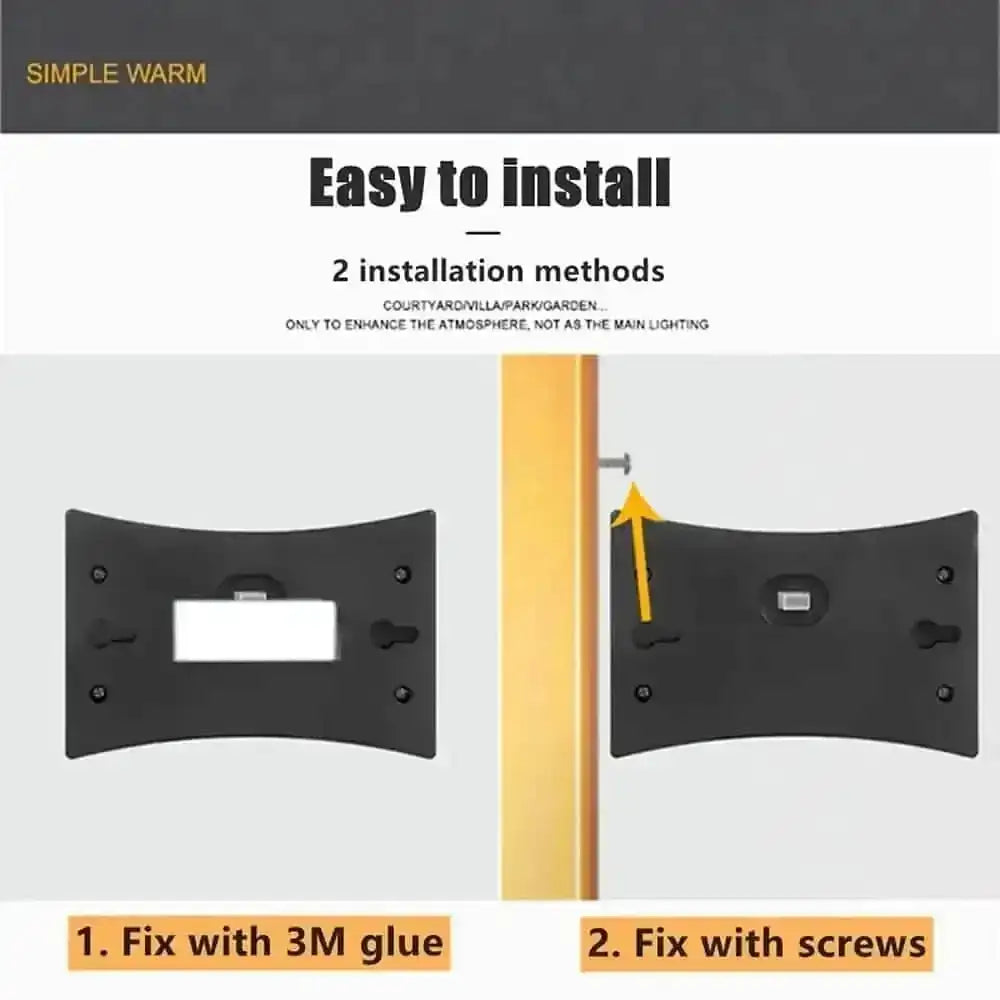 SIMPLE WARM
Easy to install
2 installation methods
COURTYARD/VILLA/PARK/GARDEN...
ONLY TO ENHANCE THE ATMOSPHERE, NOT AS THE MAIN LIGHTING
1. Fix with 3M glue
2. Fix with screws